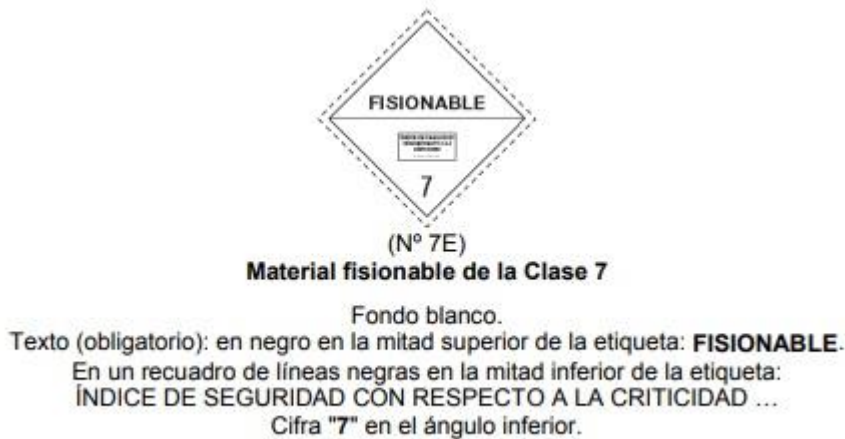 FISIONABLE
7
(Nº 7E)
Material fisionable de la Clase 7
Fondo blanco.
Texto (obligatorio): en negro en la mitad superior de la etiqueta: FISIONABLE.
En un recuadro de líneas negras en la mitad inferior de la etiqueta:
ÍNDICE DE SEGURIDAD CON RESPECTO A LA CRITICIDAD …
Cifra "7" en el ángulo inferior.